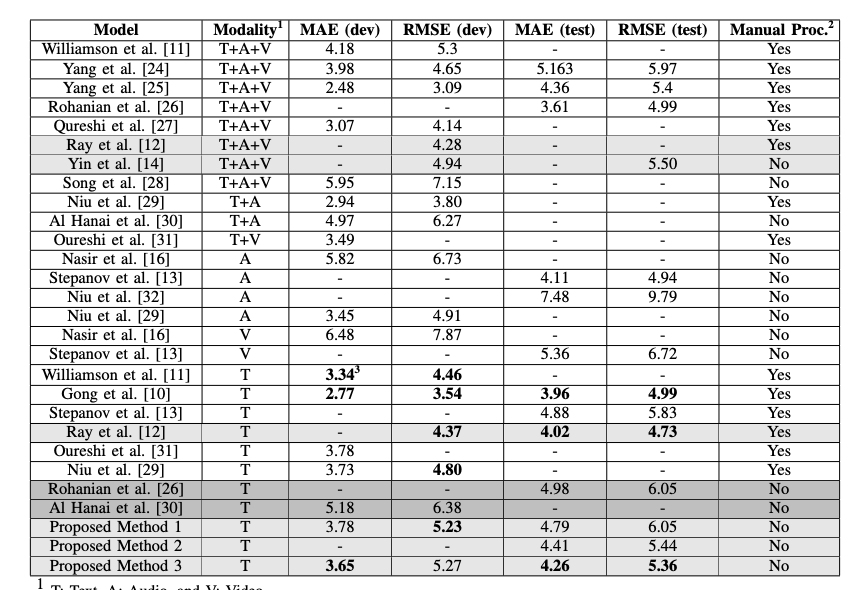 Model Modality1 MAE (dev) RMSE (dev) MAE (test) RMSE (test) Manual Proc.2
Williamson et al. [11] T+A+V 4.18 5.3 - - Yes
Yang et al. [24] T+A+V 3.98 4.65 5.163 5.97 Yes
Yang et al. [25] T+A+V 2.48 3.09 4.36 5.4 Yes
Rohanian et al. [26] T+A+V - - 3.61 4.99 Yes
Qureshi et al. [27] T+A+V 3.07 4.14 - - Yes
Ray et al. [12] T+A+V - 4.28 - - Yes
Yin et al. [14] T+A+V - 4.94 - 5.50 No
Song et al. [28] T+A+V 5.95 7.15 - - No
Niu et al. [29] T+A 2.94 3.80 - - Yes
Al Hanai et al. [30] T+A 4.97 6.27 - - No
Oureshi et al. [31] T+V 3.49 - - - Yes
Nasir et al. [16] A 5.82 6.73 - - No
Stepanov et al. [13] A - - 4.11 4.94 No
Niu et al. [32] A - - 7.48 9.79 No
Niu et al. [29] A 3.45 4.91 - - No
Nasir et al. [16] V 6.48 7.87 - - No
Stepanov et al. [13] V - - 5.36 6.72 No
Williamson et al. [11] T 3.343 4.46 - - Yes
Gong et al. [10] T 2.77 3.54 3.96 4.99 Yes
Stepanov et al. [13] T - - 4.88 5.83 Yes
Ray et al. [12] T - 4.37 4.02 4.73 Yes
Oureshi et al. [31] T 3.78 - - - Yes
Niu et al. [29] T 3.73 4.80 - - Yes
Rohanian et al. [26] T - - 4.98 6.05 No
Al Hanai et al. [30] T 5.18 6.38 - - No
Proposed Method 1 T 3.78 5.23 4.79 6.05 No
Proposed Method 2 T - - 4.41 5.44 No
Proposed Method 3 T 3.65 5.27 4.26 5.36 No
1 T: Text, A: Audio, and V: Video